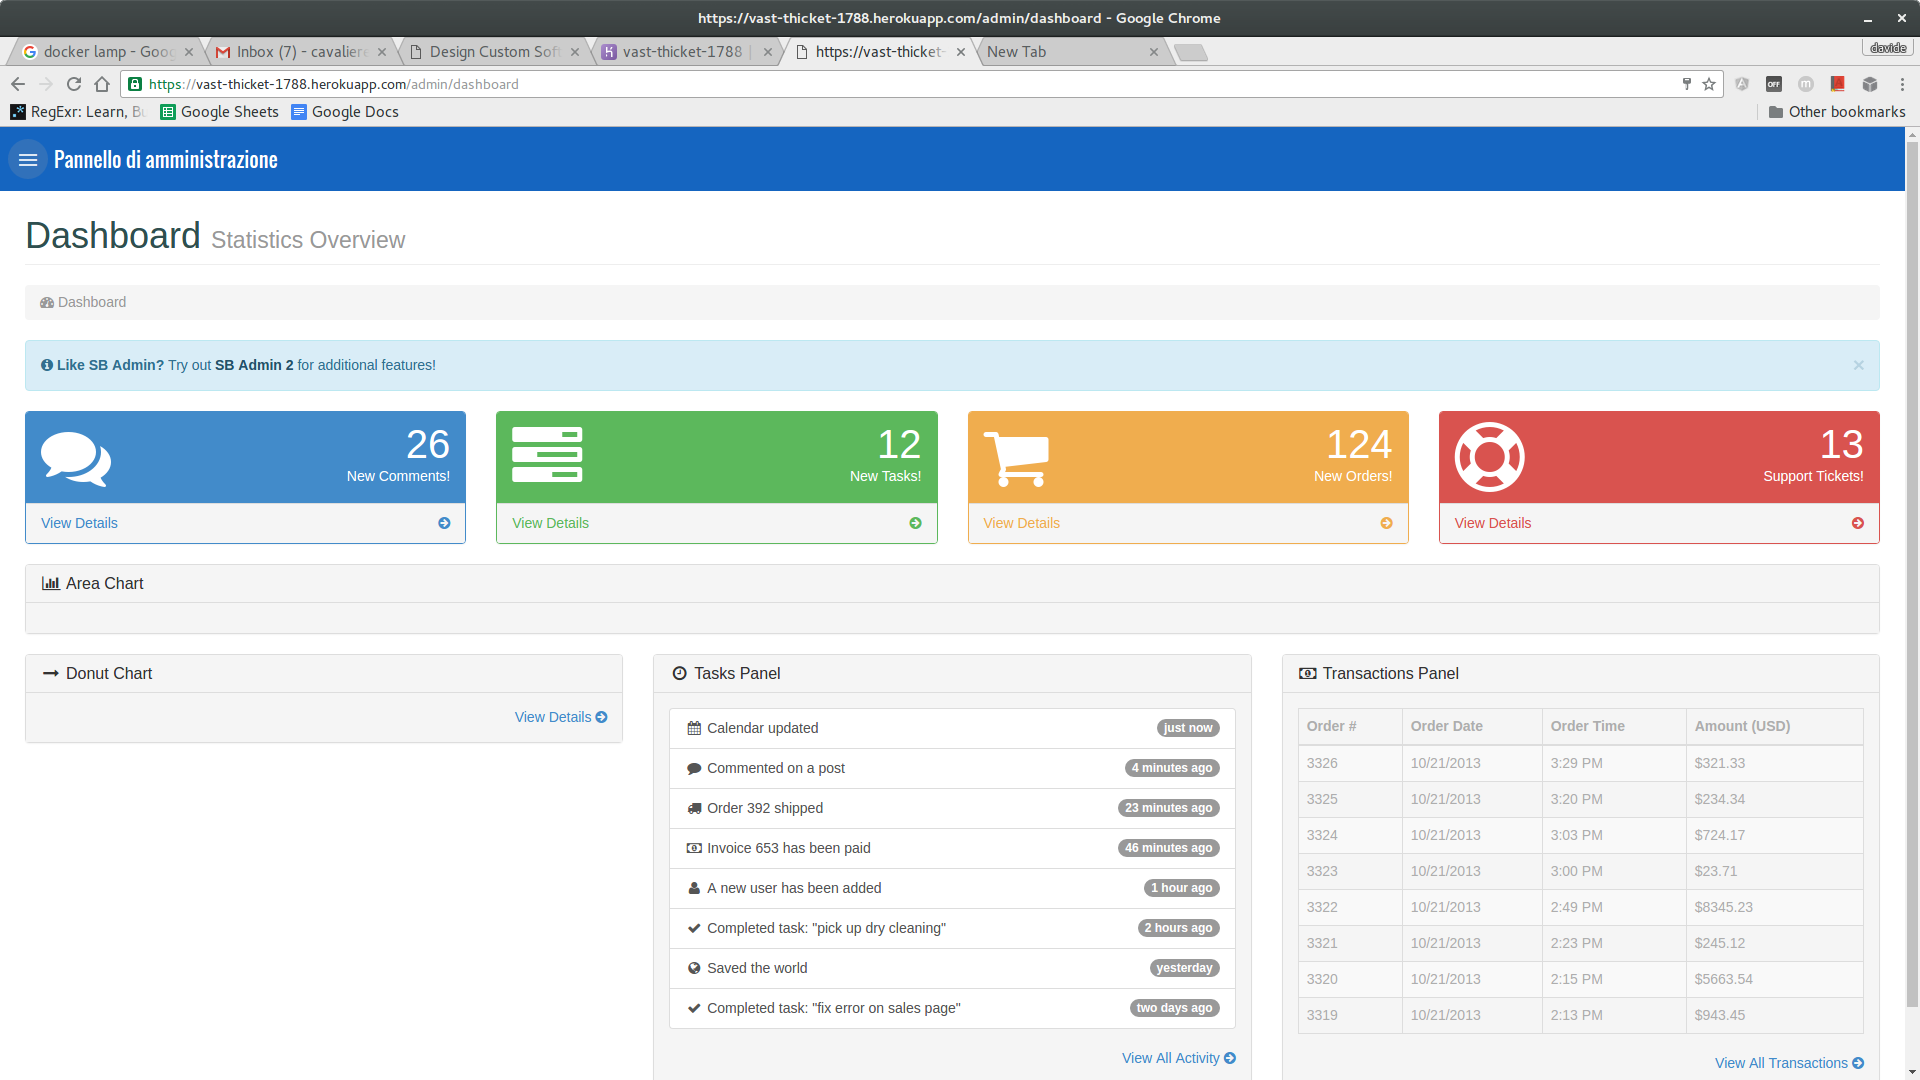 https://vast-thicket-1788.herokuapp.com/admin/dashboard - Google Chrome
docker lamp - Goog
Inbox (7) - cavaliere
Design Custom Soft
vast-thicket-1788 |
https://vast-thicket-
New Tab
davide
https://vast-thicket-1788.herokuapp.com/admin/dashboard
OFF
RegExr: Learn, Bu
Google Sheets
Google Docs
Other bookmarks
Pannello di amministrazione
Dashboard Statistics Overview
Dashboard
Like SB Admin? Try out SB Admin 2 for additional features!
×
26
New Comments!
View Details
12
New Tasks!
View Details
124
New Orders!
View Details
13
Support Tickets!
View Details
Area Chart
Donut Chart
View Details
Tasks Panel
Calendar updated just now
Commented on a post 4 minutes ago
Order 392 shipped 23 minutes ago
Invoice 653 has been paid 46 minutes ago
A new user has been added 1 hour ago
Completed task: "pick up dry cleaning" 2 hours ago
Saved the world yesterday
Completed task: "fix error on sales page" two days ago
View All Activity
Transactions Panel
Order # Order Date Order Time Amount (USD)
3326 10/21/2013 3:29 PM $321.33
3325 10/21/2013 3:20 PM $234.34
3324 10/21/2013 3:03 PM $724.17
3323 10/21/2013 3:00 PM $23.71
3322 10/21/2013 2:49 PM $8345.23
3321 10/21/2013 2:23 PM $245.12
3320 10/21/2013 2:15 PM $5663.54
3319 10/21/2013 2:13 PM $943.45
View All Transactions